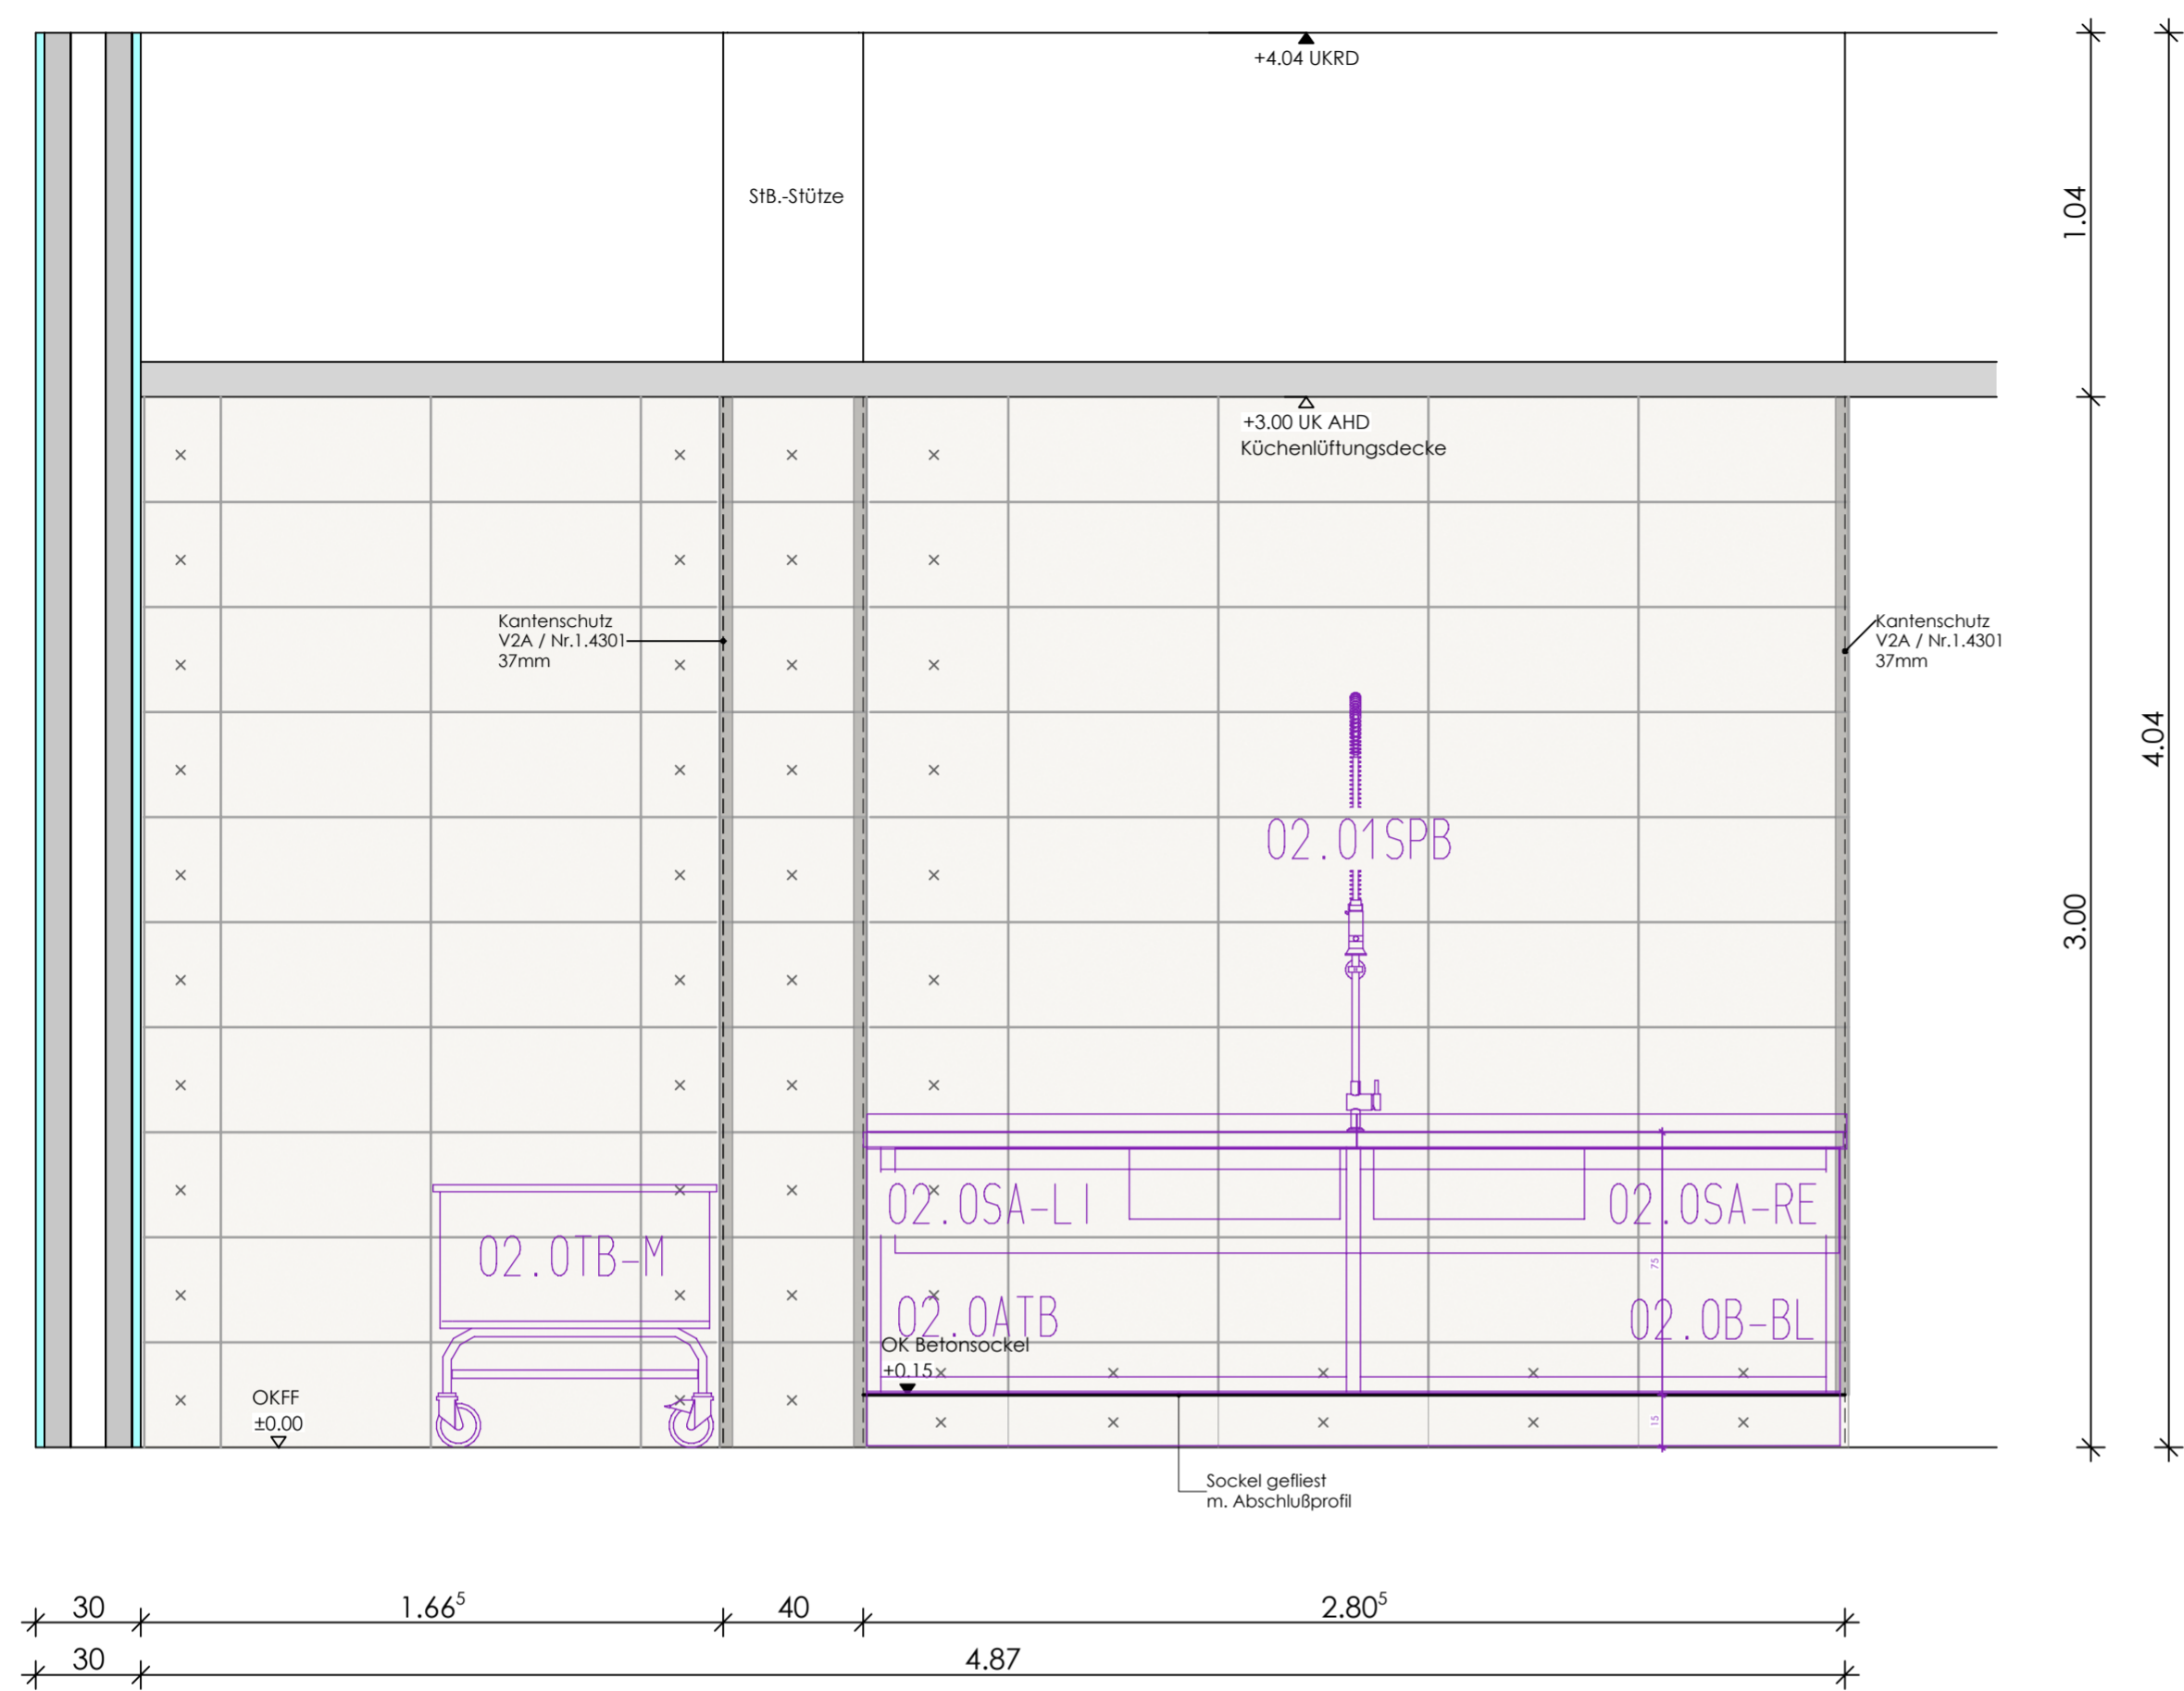 +4.04 UKRD
StB.-Stütze
1.04
+3.00 UK AHD
Küchenlüftungsdecke
Kantenschutz
V2A / Nr.1.4301
37mm
Kantenschutz
V2A / Nr.1.4301
37mm
4.04
02.01SPB
3.00
02.0SA-LI
02.0SA-RE
02.0TB-M
75
02.0ATB
02.0B-BL
OK Betonsockel
+0.15
OKFF
±0.00
15
Sockel gefliest
m. Abschlußprofil
30 1.66⁵ 40 2.80⁵
30 4.87